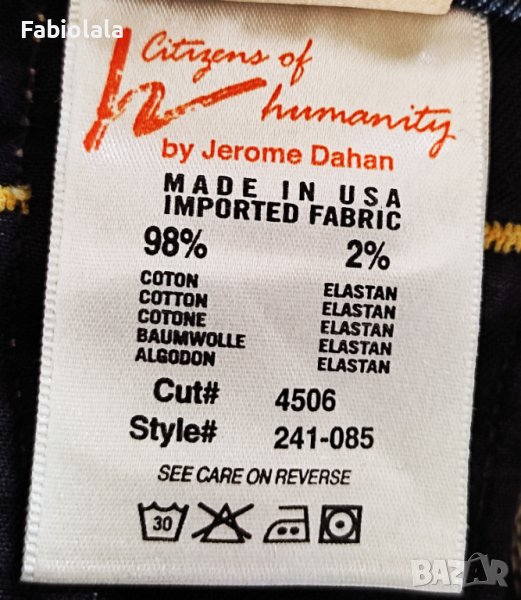 Fabiolala
Citizens of
humanity
by Jerome Dahan
MADE IN USA
IMPORTED FABRIC
98% 2%
COTON ELASTAN
COTTON ELASTAN
COTONE ELASTAN
BAUMWOLLE ELASTAN
ALGODON ELASTAN
Cut# 4506
Style# 241-085
SEE CARE ON REVERSE
30
BAZAR